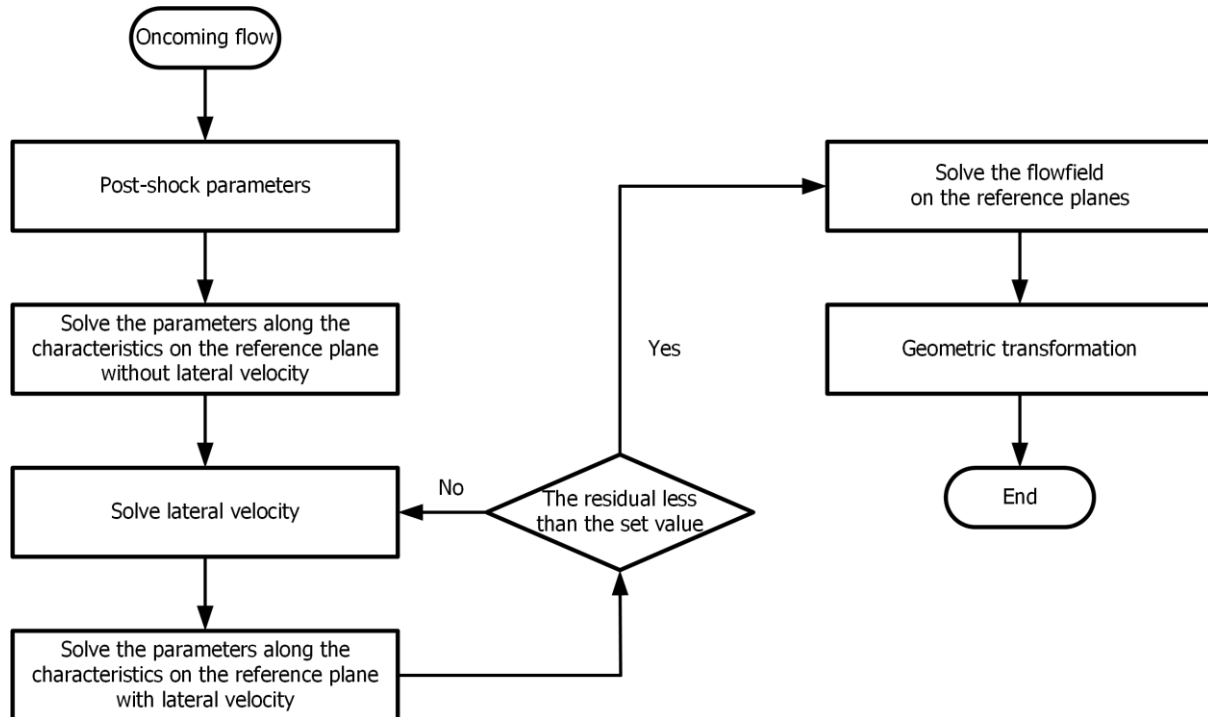 Oncoming flow
Post-shock parameters
Solve the parameters along the
characteristics on the reference plane
without lateral velocity
Solve lateral velocity
Solve the parameters along the
characteristics on the reference plane
with lateral velocity
No
The residual less
than the set value
Yes
Solve the flowfield
on the reference planes
Geometric transformation
End